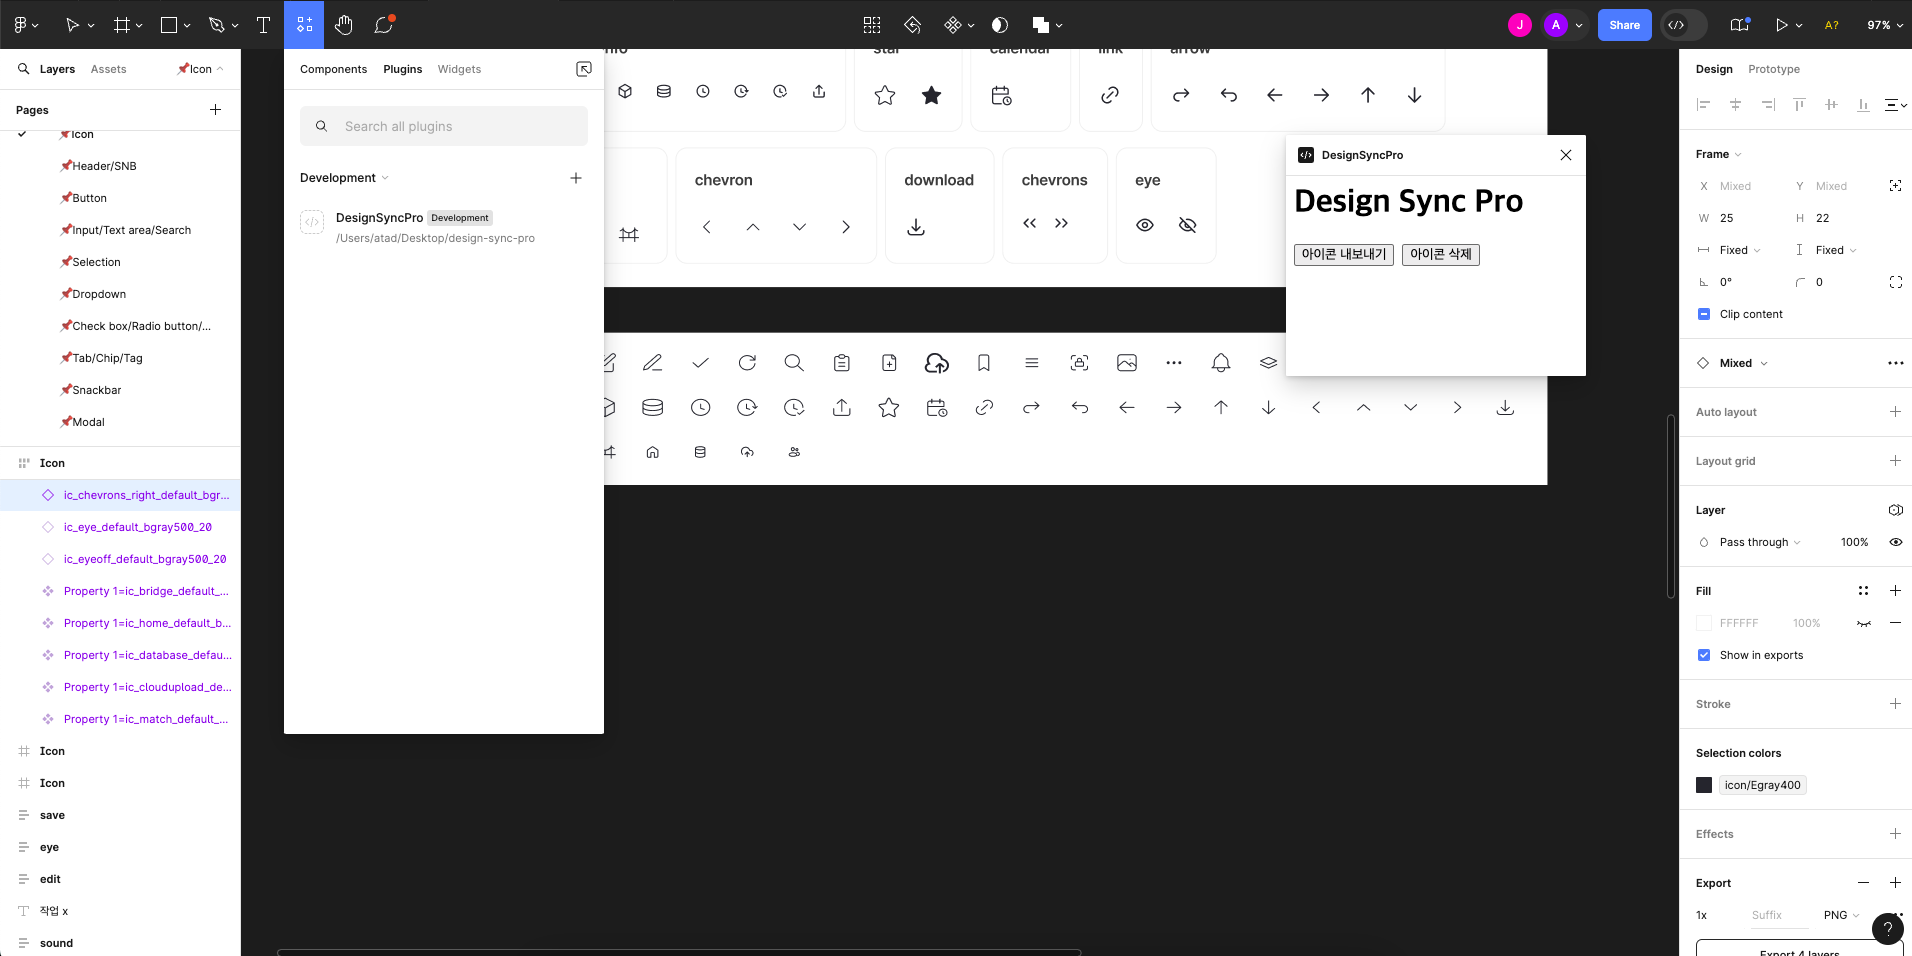 J
A
Share
A?
97%
Layers
Assets
📌Icon
Pages
📌Icon
📌Header/SNB
📌Button
📌Input/Text area/Search
📌Selection
📌Dropdown
📌Check box/Radio button/...
📌Tab/Chip/Tag
📌Snackbar
📌Modal
Icon
ic_chevrons_right_default_bgr...
ic_eye_default_bgray500_20
ic_eyeoff_default_bgray500_20
Property 1=ic_bridge_default_...
Property 1=ic_home_default_b...
Property 1=ic_database_defau...
Property 1=ic_cloudupload_de...
Property 1=ic_match_default_...
Icon
Icon
save
eye
edit
작업 x
sound
Components
Plugins
Widgets
Search all plugins
Development
DesignSyncPro
Development
/Users/atad/Desktop/design-sync-pro
star
calendar
link
arrow
chevron
download
chevrons
eye
DesignSyncPro
Design Sync Pro
아이콘 내보내기
아이콘 삭제
Design
Prototype
Frame
X Mixed
Y Mixed
W 25
H 22
Fixed
Fixed
0°
0
Clip content
Mixed
Auto layout
Layout grid
Layer
Pass through
100%
Fill
FFFFFF
100%
Show in exports
Stroke
Selection colors
icon/Egray400
Effects
Export
1x
Suffix
PNG
?
Export 4 layers